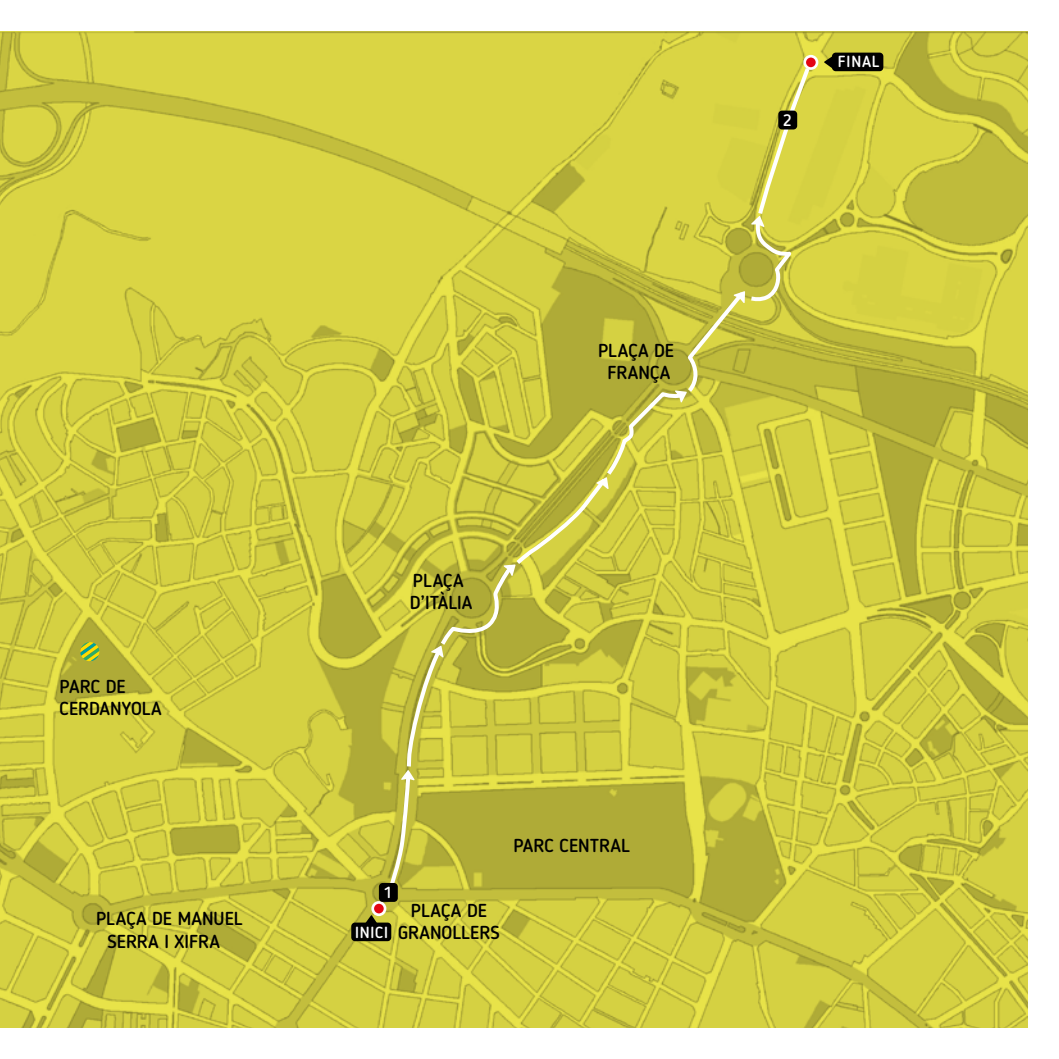 FINAL
2
PLAÇA DE
FRANÇA
PLAÇA
D'ITÀLIA
PARC DE
CERDANYOLA
PARC CENTRAL
1
INICI
PLAÇA DE
GRANOLLERS
PLAÇA DE MANUEL
SERRA I XIFRA